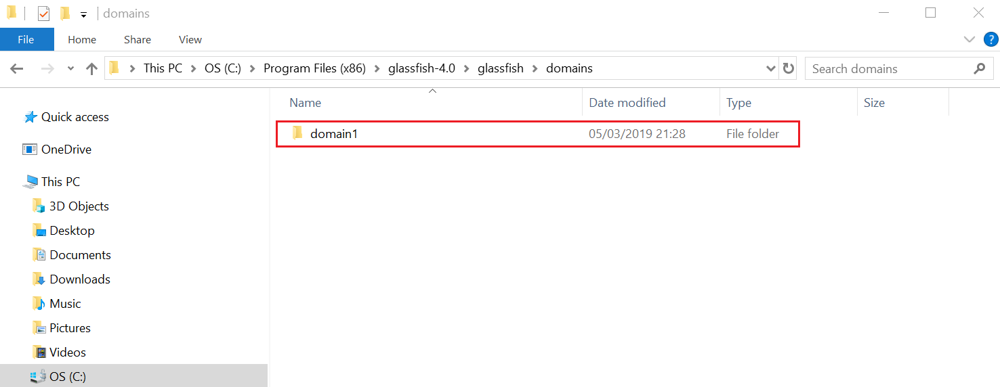 domains
File Home Share View
This PC OS (C:) Program Files (x86) glassfish-4.0 glassfish domains Search domains
Name Date modified Type Size
domain1 05/03/2019 21:28 File folder
Quick access
OneDrive
This PC
3D Objects
Desktop
Documents
Downloads
Music
Pictures
Videos
OS (C:)